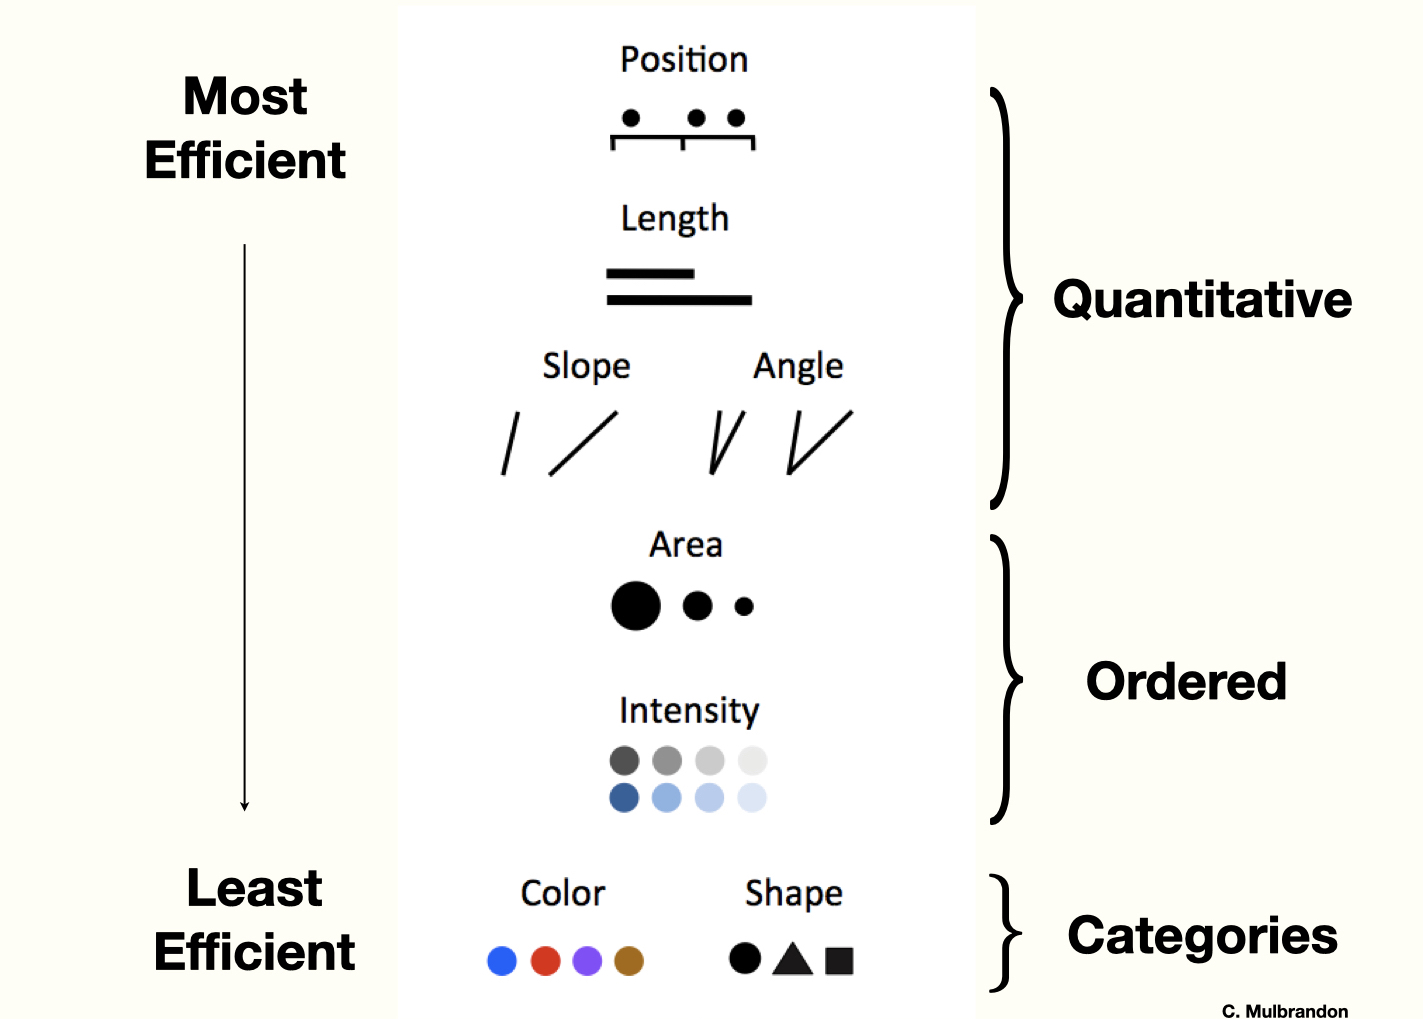 Most
Efficient
Position
Length
Quantitative
Slope
Angle
Area
Intensity
Ordered
Least
Efficient
Color
Shape
Categories
C. Mulbrandon